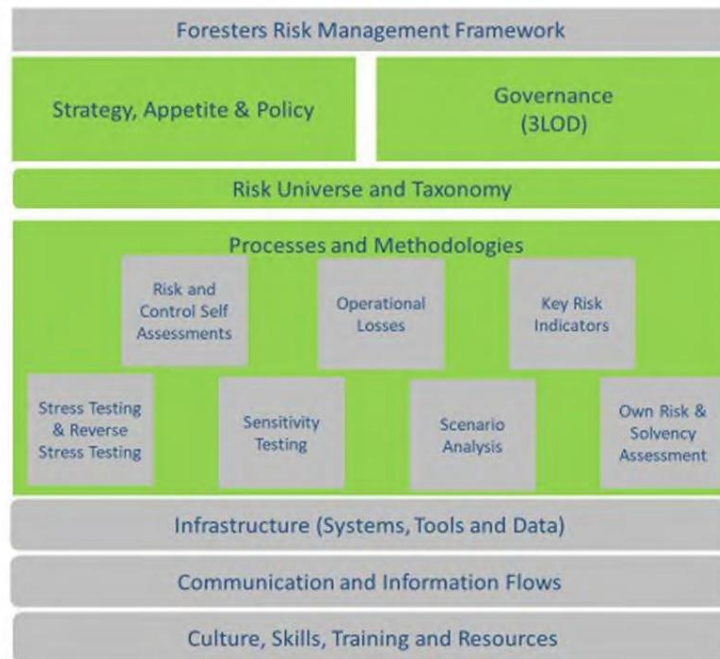 Foresters Risk Management Framework
Strategy, Appetite & Policy
Governance
(3LOD)
Risk Universe and Taxonomy
Processes and Methodologies
Risk and
Control Self
Assessments
Operational
Losses
Key Risk
Indicators
Stress Testing
& Reverse
Stress Testing
Sensitivity
Testing
Scenario
Analysis
Own Risk &
Solvency
Assessment
Infrastructure (Systems, Tools and Data)
Communication and Information Flows
Culture, Skills, Training and Resources